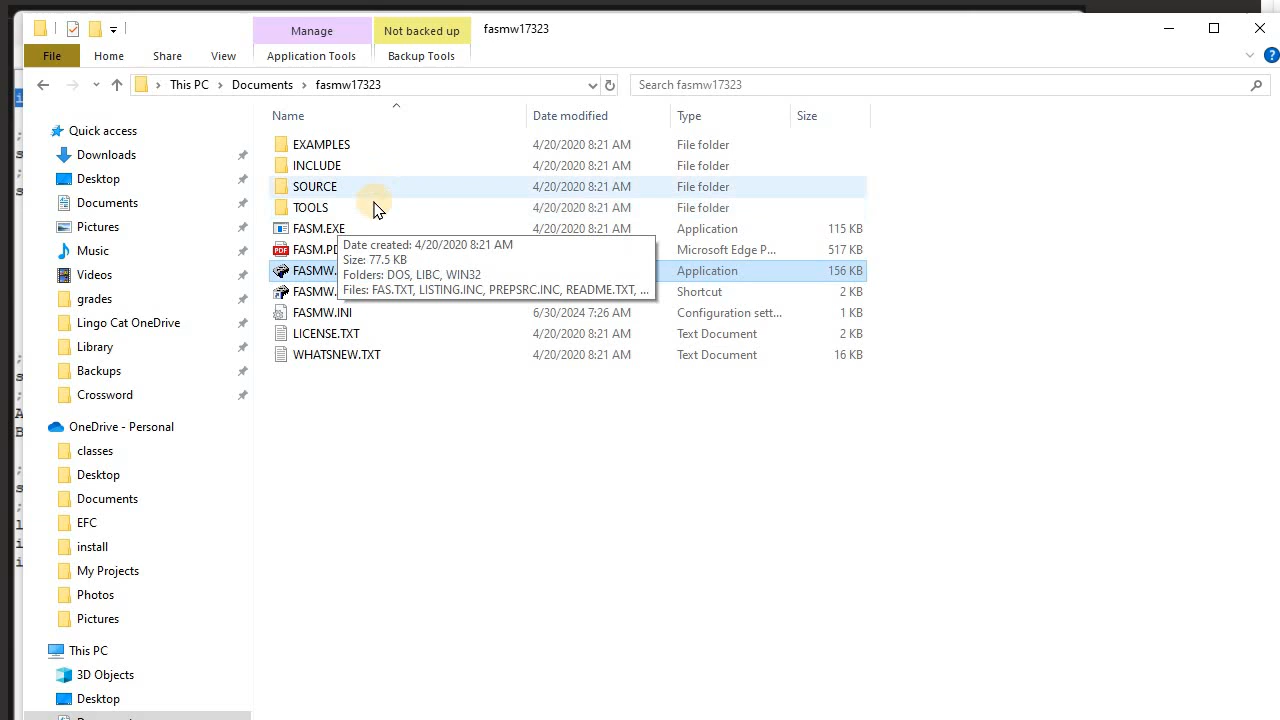 Manage
Not backed up
fasmw17323
File
Home
Share
View
Application Tools
Backup Tools
This PC > Documents > fasmw17323
Search fasmw17323
Name
Date modified
Type
Size
EXAMPLES 4/20/2020 8:21 AM File folder
INCLUDE 4/20/2020 8:21 AM File folder
SOURCE 4/20/2020 8:21 AM File folder
TOOLS 4/20/2020 8:21 AM File folder
FASM.EXE 4/20/2020 8:21 AM Application 115 KB
FASM.PD Microsoft Edge P... 517 KB
FASMW. Application 156 KB
FASMW. Shortcut 2 KB
FASMW.INI 6/30/2024 7:26 AM Configuration sett... 1 KB
LICENSE.TXT 4/20/2020 8:21 AM Text Document 2 KB
WHATSNEW.TXT 4/20/2020 8:21 AM Text Document 16 KB
Date created: 4/20/2020 8:21 AM
Size: 77.5 KB
Folders: DOS, LIBC, WIN32
Files: FAS.TXT, LISTING.INC, PREPSRC.INC, README.TXT, ...
Quick access
Downloads
Desktop
Documents
Pictures
Music
Videos
grades
Lingo Cat OneDrive
Library
Backups
Crossword
OneDrive - Personal
classes
Desktop
Documents
EFC
install
My Projects
Photos
Pictures
This PC
3D Objects
Desktop